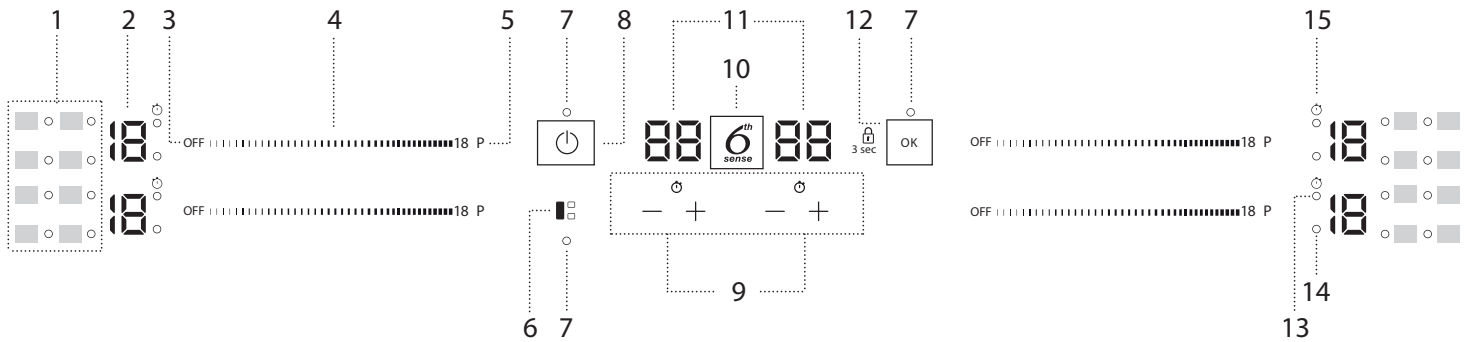 1 2 3 4 5 7 8 11 12 7 15
10
18 OFF 18 P 88 6th sense 88 3 sec OK OFF 18 P 18
18 OFF 18 P − + − + OFF 18 P 18
9
6 7 14
13